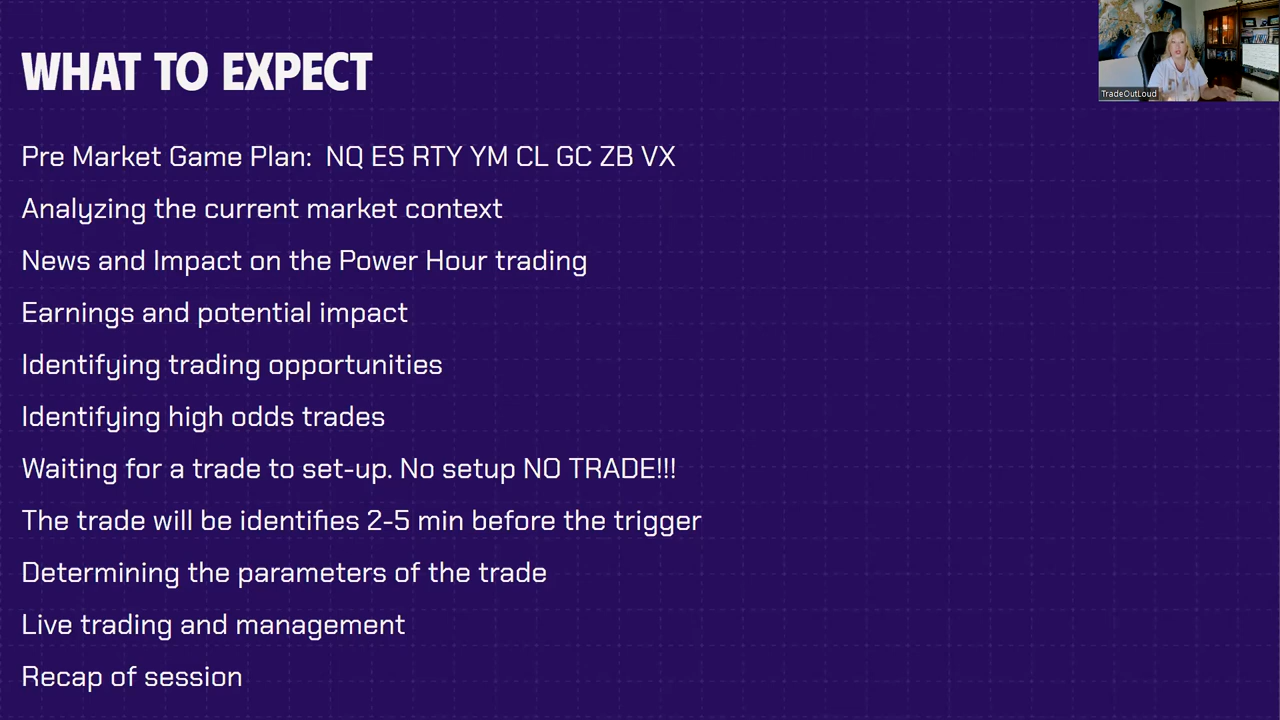 WHAT TO EXPECT
TradeOutLoud
Pre Market Game Plan: NQ ES RTY YM CL GC ZB VX
Analyzing the current market context
News and Impact on the Power Hour trading
Earnings and potential impact
Identifying trading opportunities
Identifying high odds trades
Waiting for a trade to set-up. No setup NO TRADE!!!
The trade will be identifies 2-5 min before the trigger
Determining the parameters of the trade
Live trading and management
Recap of session